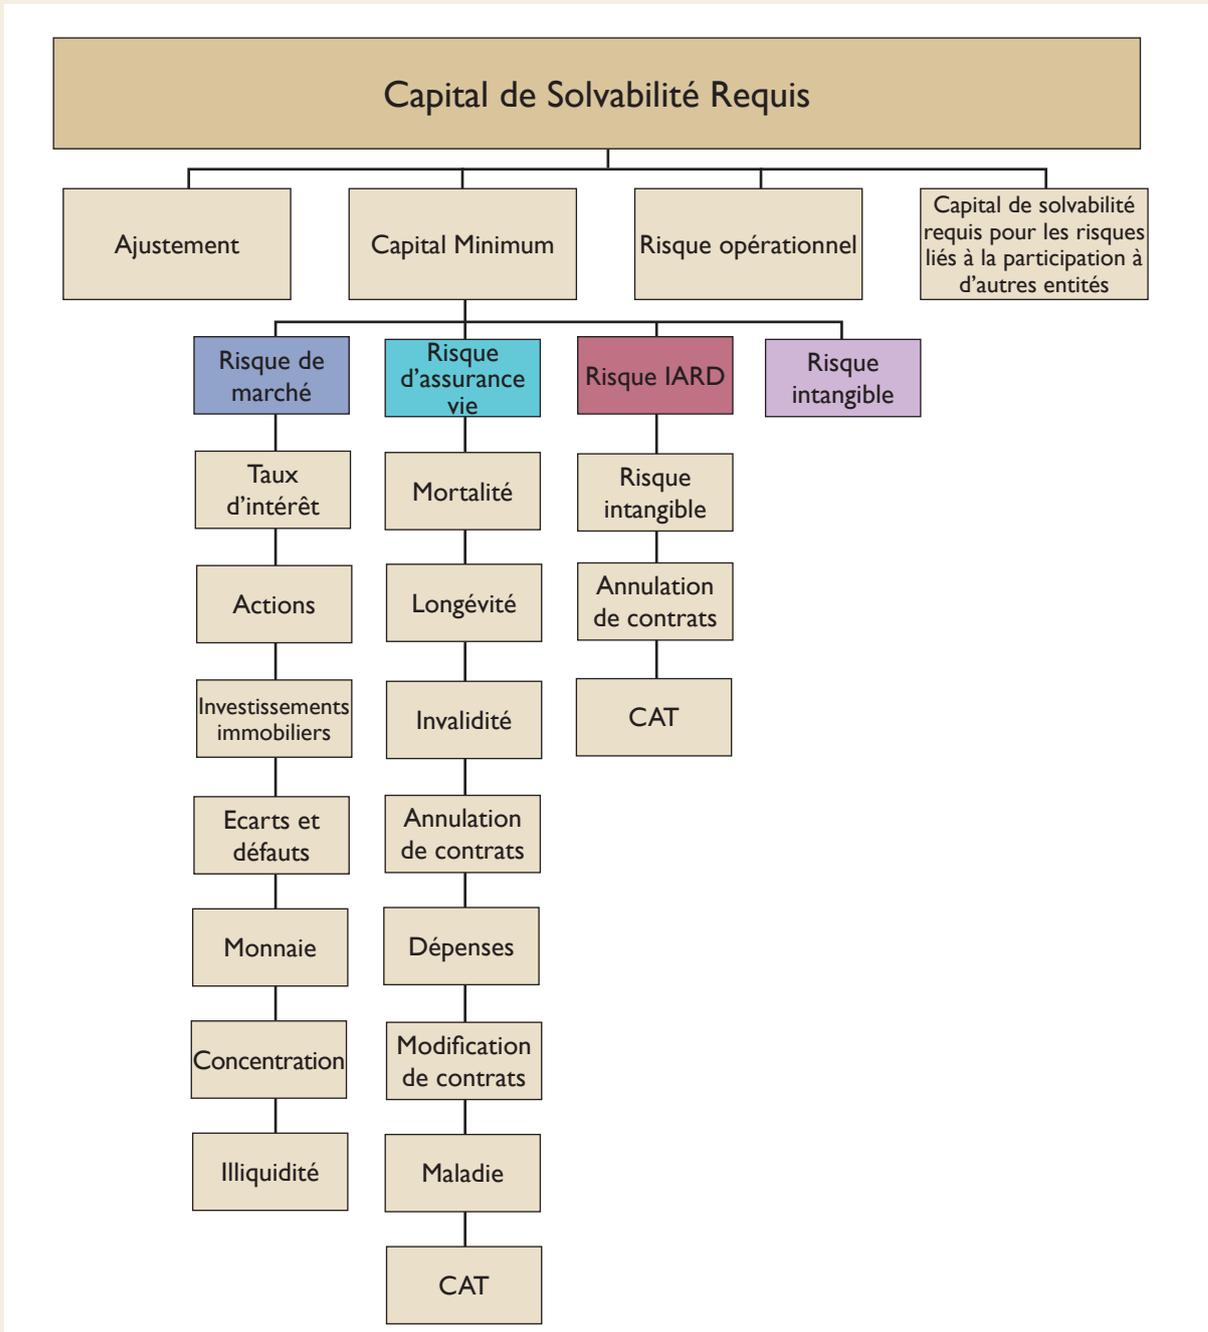 Capital de Solvabilité Requis
Ajustement
Capital Minimum
Risque opérationnel
Capital de solvabilité
requis pour les risques
liés à la participation à
d'autres entités
Risque de
marché
Risque
d'assurance
vie
Risque IARD
Risque
intangible
Taux
d'intérêt
Actions
Investissements
immobiliers
Ecarts et
défauts
Monnaie
Concentration
Illiquidité
Mortalité
Longévité
Invalidité
Annulation
de contrats
Dépenses
Modification
de contrats
Maladie
CAT
Risque
intangible
Annulation
de contrats
CAT